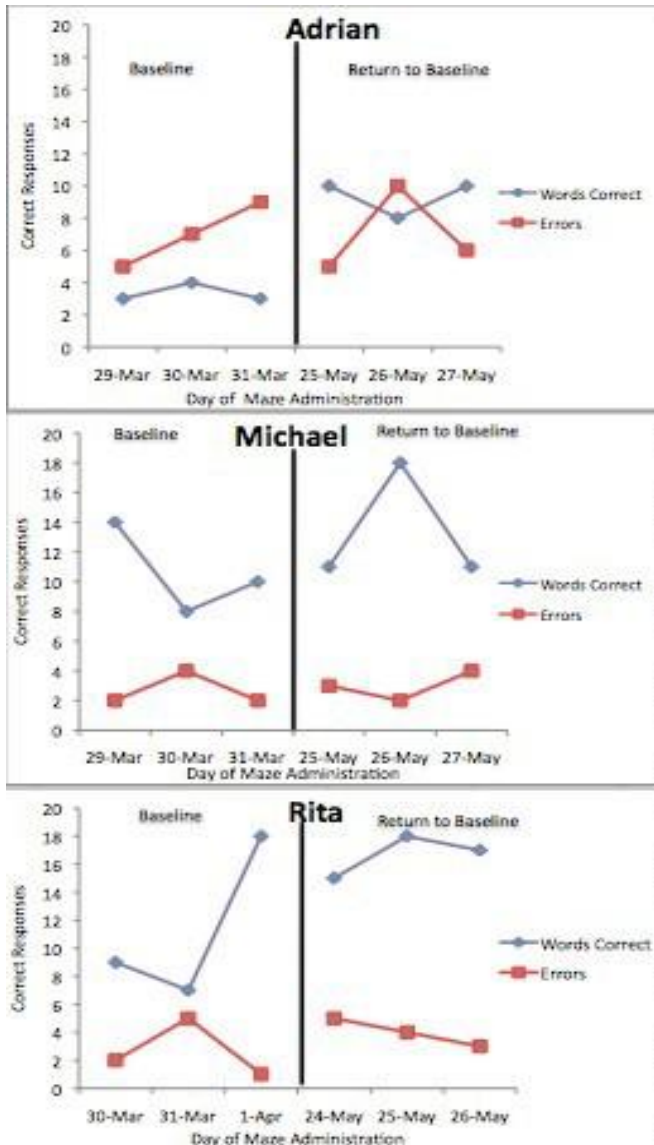 Adrian
Baseline
Return to Baseline
20
18
16
14
12
10
8
6
4
2
0
Correct Responses
Words Correct
Errors
29-Mar 30-Mar 31-Mar 25-May 26-May 27-May
Day of Maze Administration
Michael
Baseline
Return to Baseline
20
18
16
14
12
10
8
6
4
2
0
Correct Responses
Words Correct
Errors
29-Mar 30-Mar 31-Mar 25-May 26-May 27-May
Day of Maze Administration
Rita
Baseline
Return to Baseline
20
18
16
14
12
10
8
6
4
2
0
Correct Responses
Words Correct
Errors
30-Mar 31-Mar 1-Apr 24-May 25-May 26-May
Day of Maze Administration